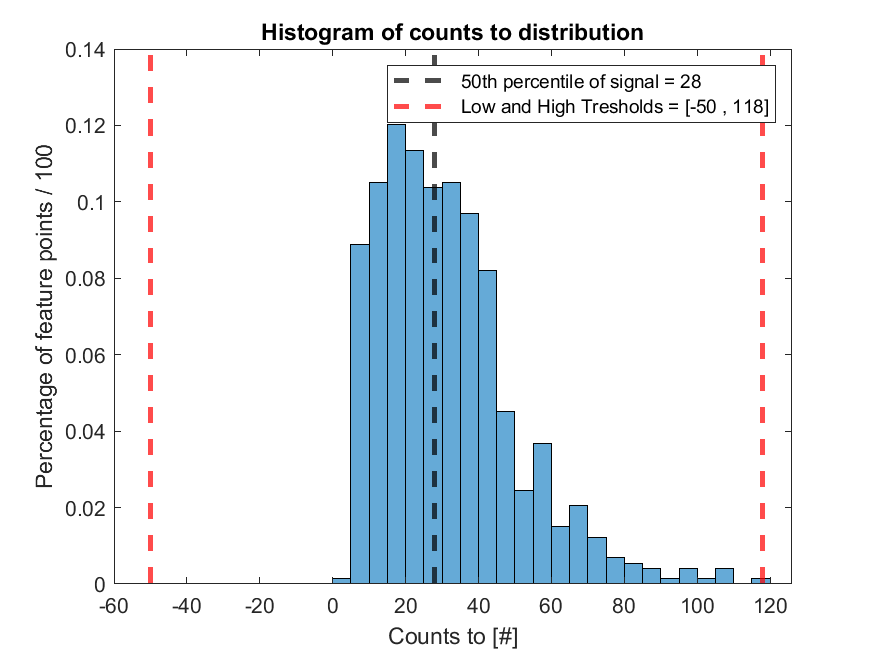 Histogram of counts to distribution
50th percentile of signal = 28
Low and High Tresholds = [-50 , 118]
0.14
0.12
0.1
0.08
0.06
0.04
0.02
0
Percentage of feature points / 100
-60 -40 -20 0 20 40 60 80 100 120
Counts to [#]